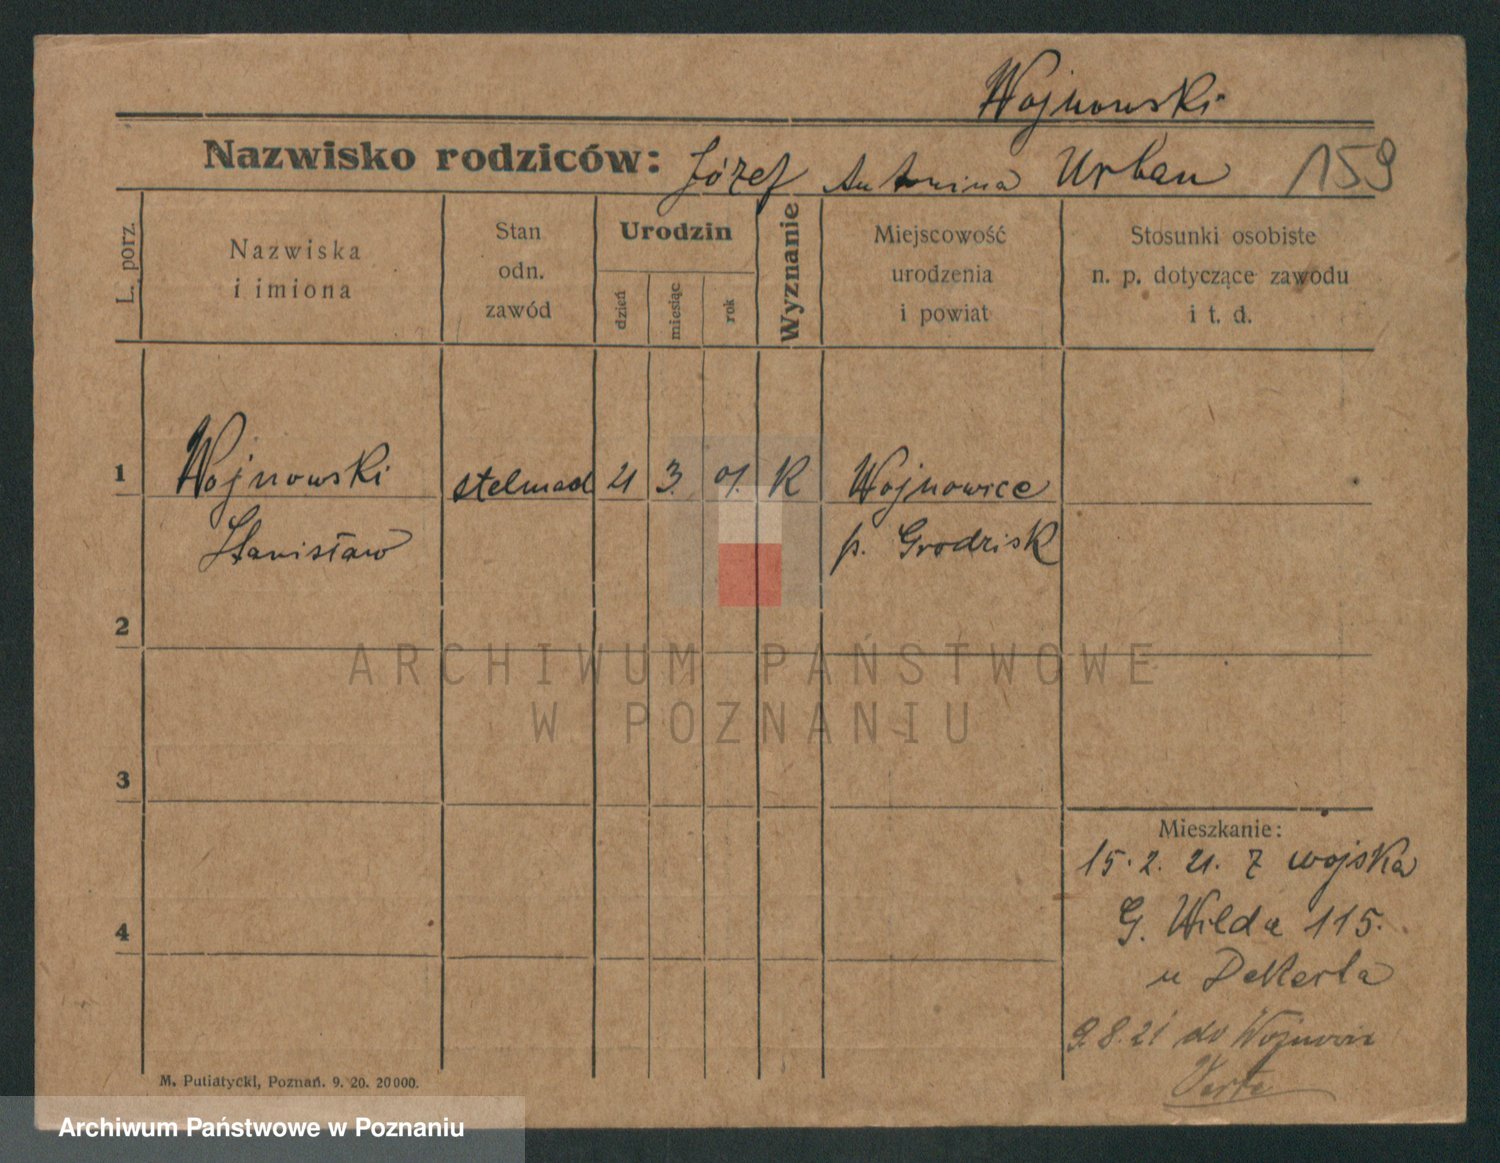 Wojnowski
Nazwisko rodziców: Józef Antonina Urban 159
L. porz.
Nazwiska
i imiona
Stan
odn.
zawód
Urodzin
dzień
miesiąc
rok
Wyznanie
Miejscowość
urodzenia
i powiat
Stosunki osobiste
n. p. dotyczące zawodu
i t. d.
1 Wojnowski stelmach 21 3. 01. K Wojnowice
Stanisław p. Grodzisk
2
3
4
Mieszkanie:
15. 2. 21. z wojska
G. Wilda 115.
u Dekerta
9. 8. 21 do Wojnowic
Verte
M. Putiatycki, Poznań. 9. 20. 20000.
ARCHIWUM PAŃSTWOWE
W POZNANIU
Archiwum Państwowe w Poznaniu